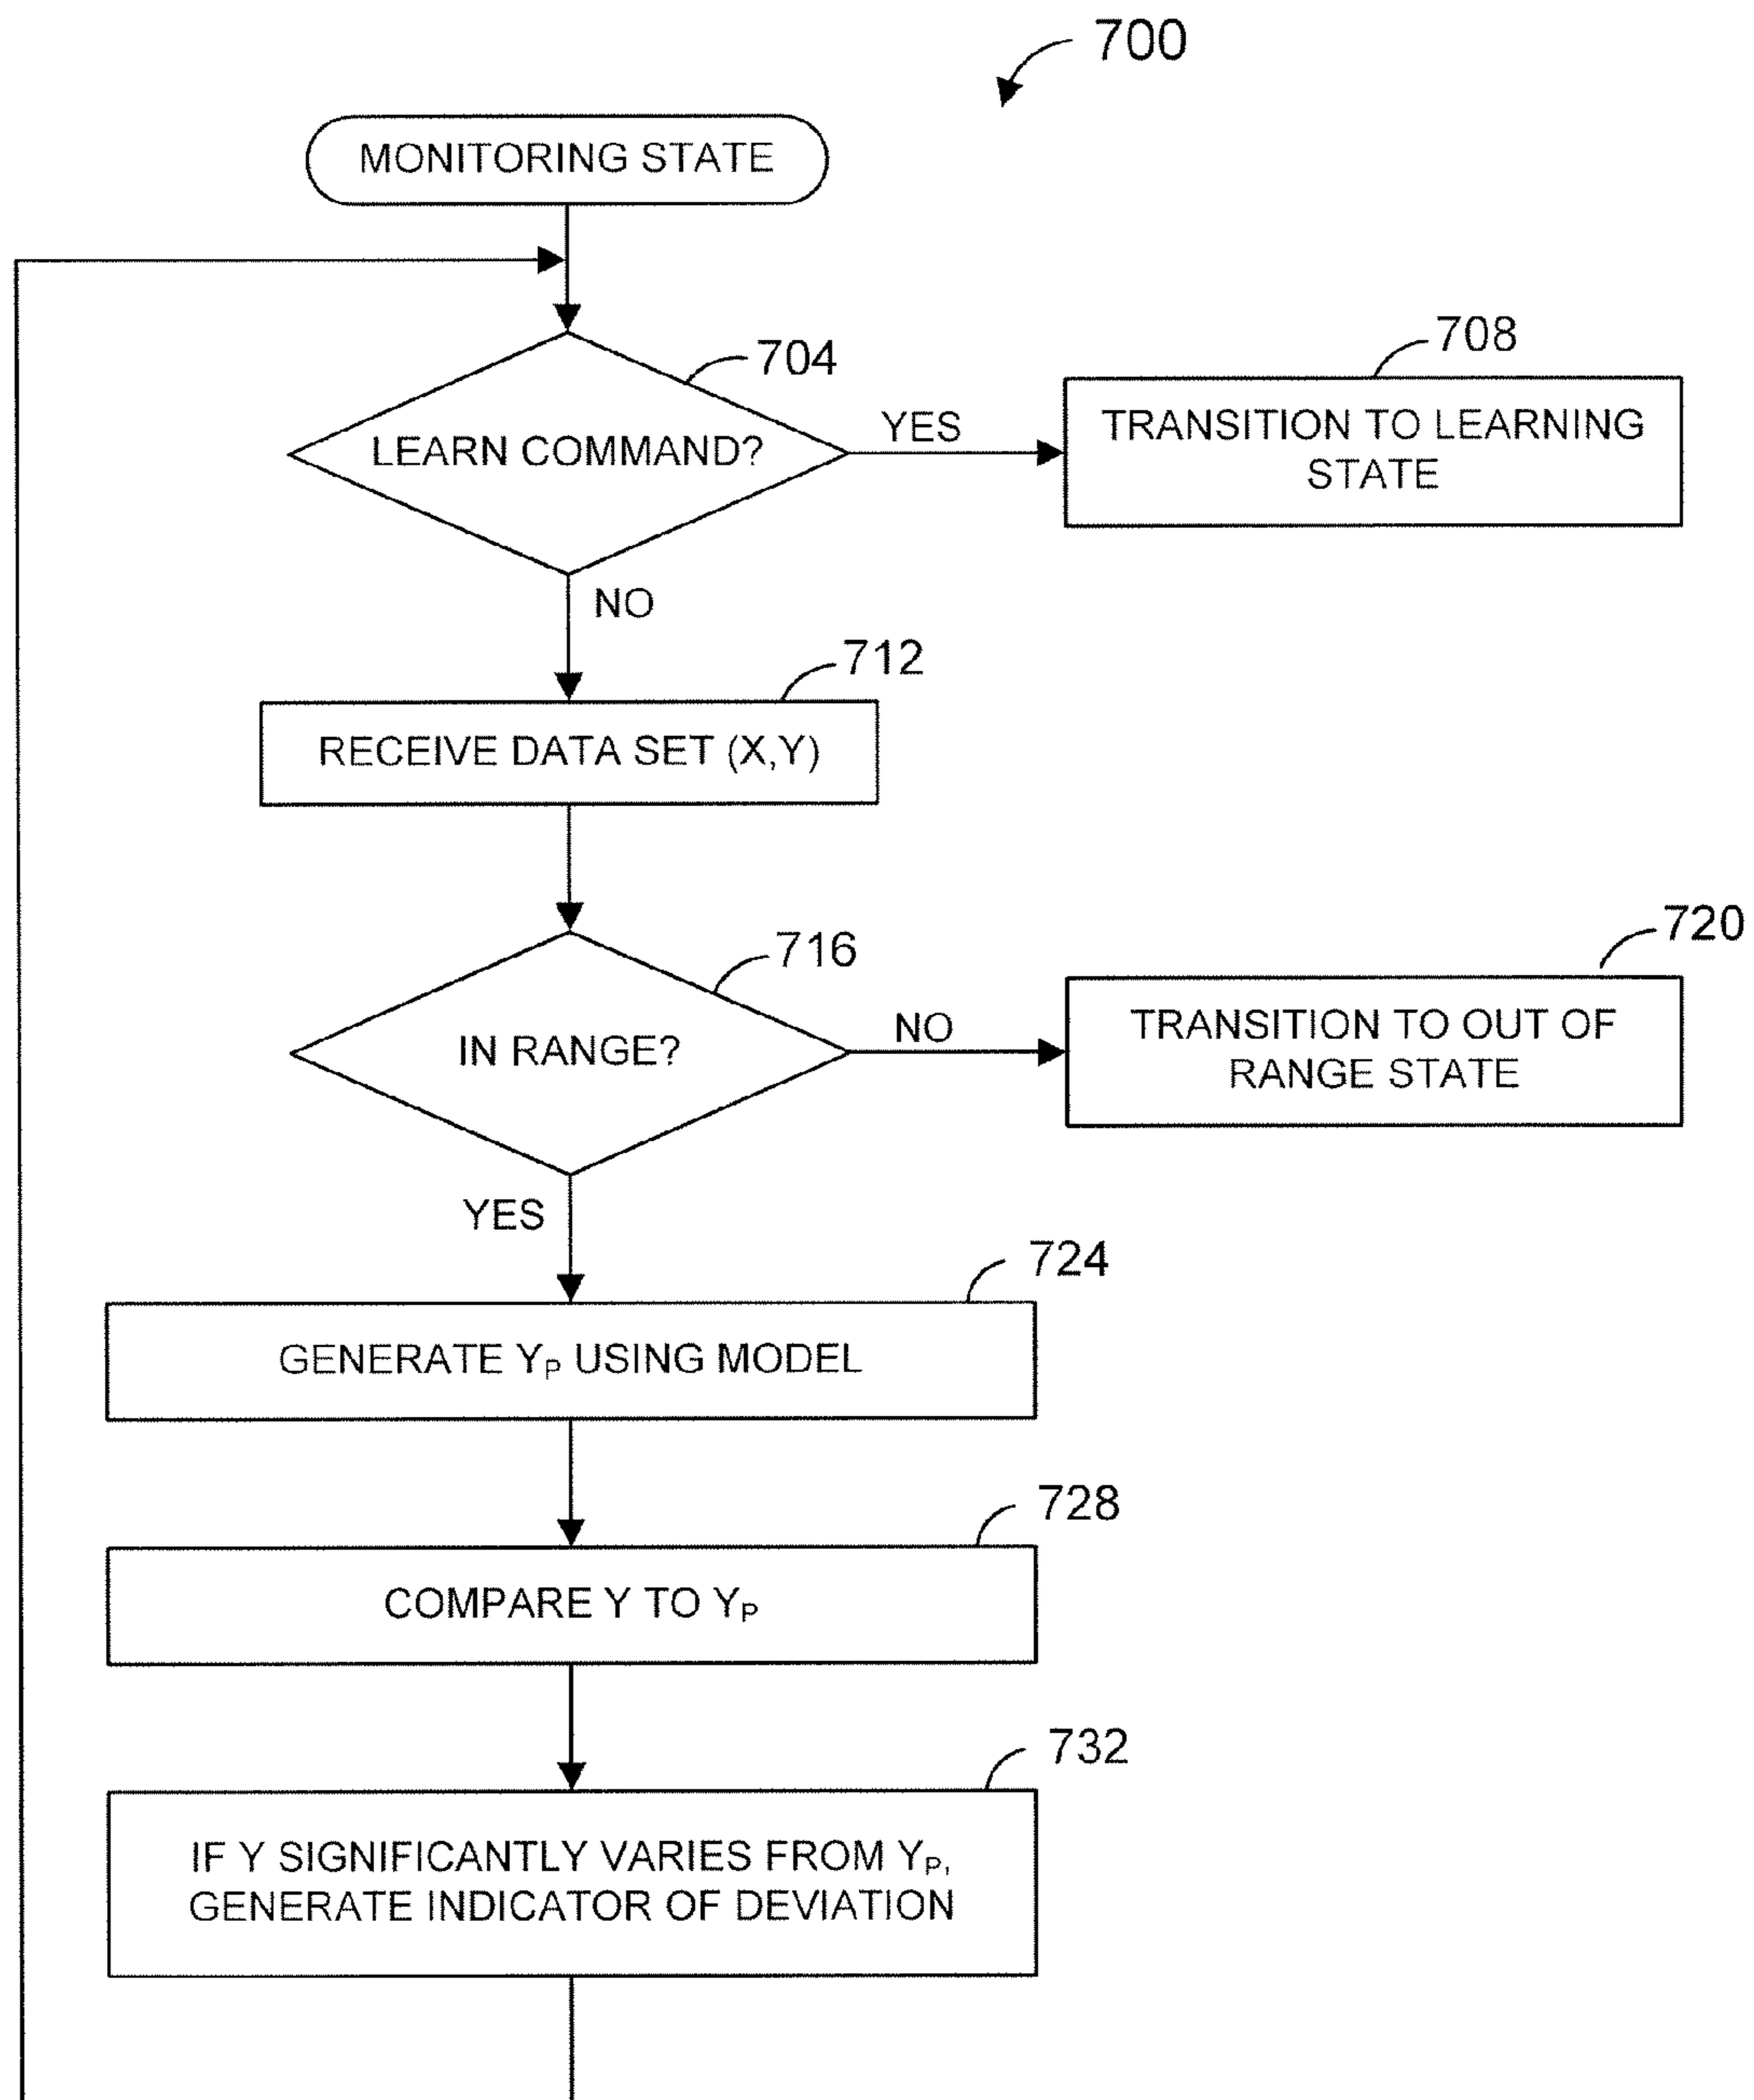 700
MONITORING STATE
704
LEARN COMMAND?
YES
708
TRANSITION TO LEARNING
STATE
NO
712
RECEIVE DATA SET (X,Y)
716
IN RANGE?
NO
720
TRANSITION TO OUT OF
RANGE STATE
YES
724
GENERATE YP USING MODEL
728
COMPARE Y TO YP
732
IF Y SIGNIFICANTLY VARIES FROM YP,
GENERATE INDICATOR OF DEVIATION